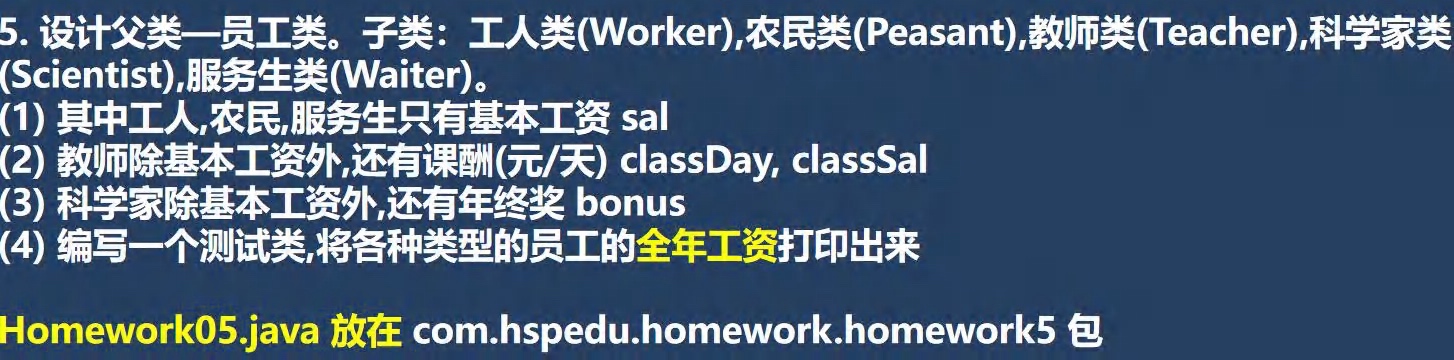 5. 设计父类—员工类。子类：工人类(Worker),农民类(Peasant),教师类(Teacher),科学家类
(Scientist),服务生类(Waiter)。
(1) 其中工人,农民,服务生只有基本工资 sal
(2) 教师除基本工资外,还有课酬(元/天) classDay, classSal
(3) 科学家除基本工资外,还有年终奖 bonus
(4) 编写一个测试类,将各种类型的员工的全年工资打印出来
Homework05.java 放在 com.hspedu.homework.homework5 包